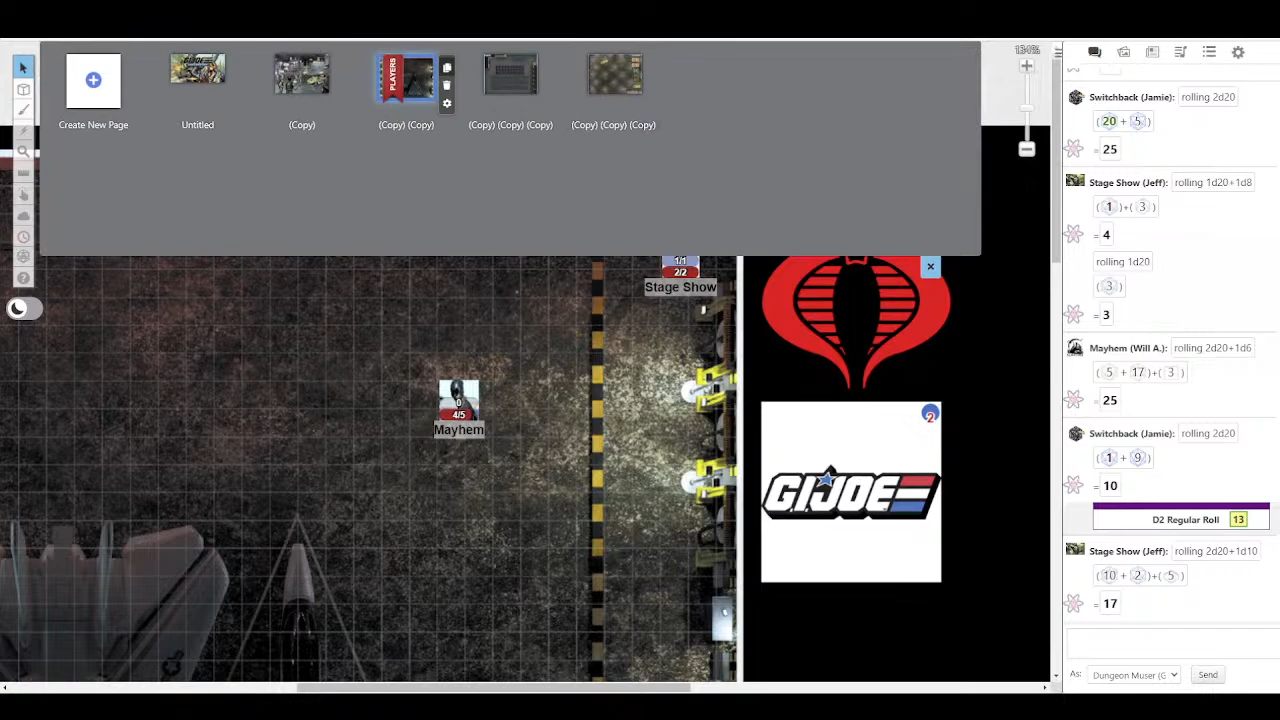 PLAYERS
Create New Page
Untitled
(Copy)
(Copy) (Copy)
(Copy) (Copy) (Copy)
(Copy) (Copy) (Copy)
134%
1/1
2/2
Stage Show
0
4/5
Mayhem
2
G.I.JOE
Switchback (Jamie): rolling 2d20
(20 + 5)
= 25
Stage Show (Jeff): rolling 1d20+1d8
(1)+(3)
= 4
rolling 1d20
(3)
= 3
Mayhem (Will A.): rolling 2d20+1d6
(5 + 17)+(3)
= 25
Switchback (Jamie): rolling 2d20
(1 + 9)
= 10
D2 Regular Roll 13
Stage Show (Jeff): rolling 2d20+1d10
(10 + 2)+(5)
= 17
As: Dungeon Muser (G Send